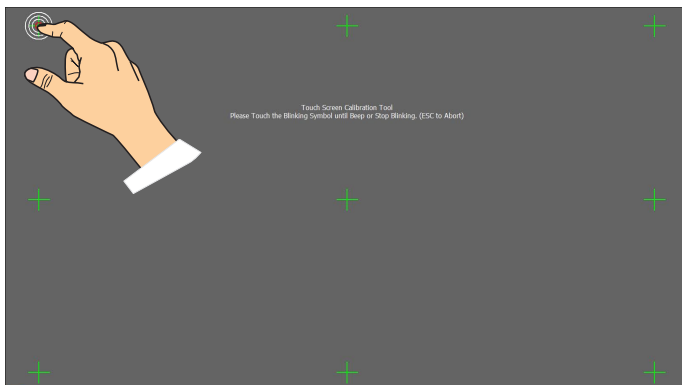 Touch Screen Calibration Tool
Please Touch the Blinking Symbol until Beep or Stop Blinking. (ESC to Abort)